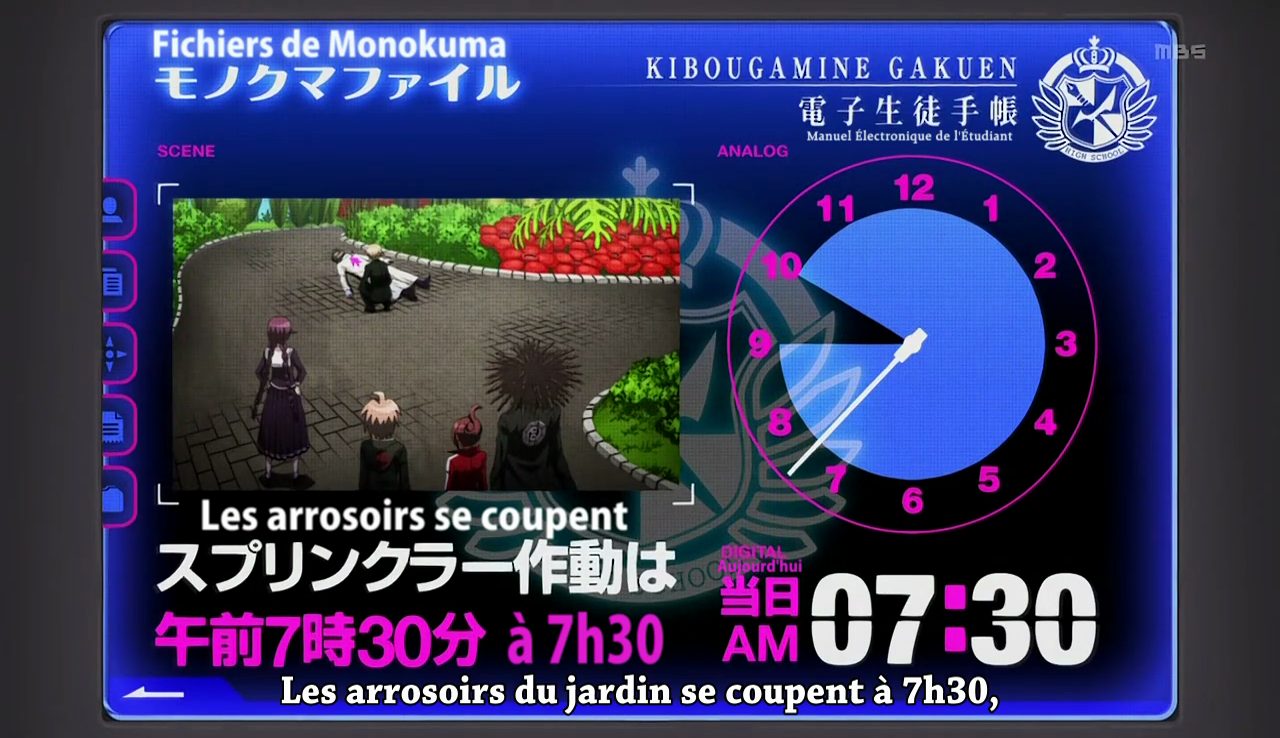 Fichiers de Monokuma
モノクマファイル
KIBOUGAMINE GAKUEN
電子生徒手帳
Manuel Électronique de l'Étudiant
HIGH SCHOOL
MBS
SCENE
ANALOG
12
1
2
3
4
5
6
7
8
9
10
11
Les arrosoirs se coupent
スプリンクラー作動は
午前7時30分 à 7h30
DIGITAL
Aujourd'hui
当日
AM 07:30
Les arrosoirs du jardin se coupent à 7h30,